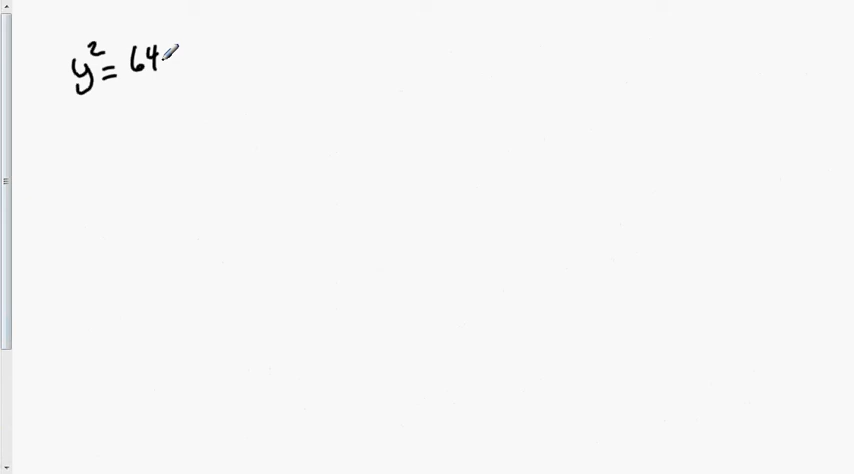 y² = 64